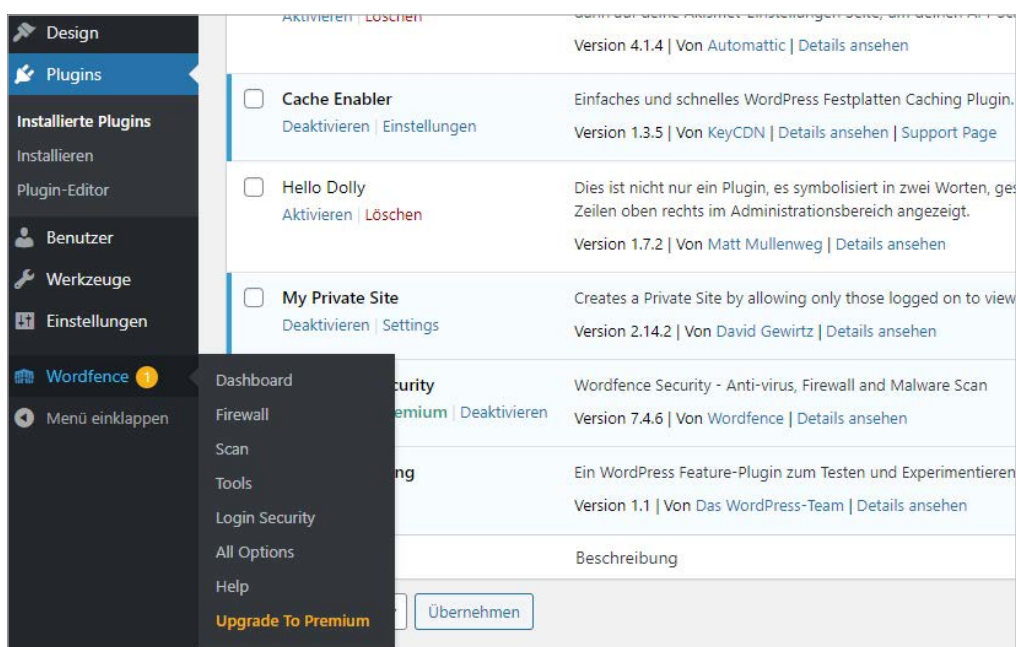 Design
Plugins
Installierte Plugins
Installieren
Plugin-Editor
Benutzer
Werkzeuge
Einstellungen
Wordfence 1
Menü einklappen
Dashboard
Firewall
Scan
Tools
Login Security
All Options
Help
Upgrade To Premium
Aktivieren | Löschen
Version 4.1.4 | Von Automattic | Details ansehen
Cache Enabler
Deaktivieren | Einstellungen
Einfaches und schnelles WordPress Festplatten Caching Plugin.
Version 1.3.5 | Von KeyCDN | Details ansehen | Support Page
Hello Dolly
Aktivieren | Löschen
Dies ist nicht nur ein Plugin, es symbolisiert in zwei Worten, ges
Zeilen oben rechts im Administrationsbereich angezeigt.
Version 1.7.2 | Von Matt Mullenweg | Details ansehen
My Private Site
Deaktivieren | Settings
Creates a Private Site by allowing only those logged on to view
Version 2.14.2 | Von David Gewirtz | Details ansehen
curity
emium | Deaktivieren
Wordfence Security - Anti-virus, Firewall and Malware Scan
Version 7.4.6 | Von Wordfence | Details ansehen
ng
Ein WordPress Feature-Plugin zum Testen und Experimentieren
Version 1.1 | Von Das WordPress-Team | Details ansehen
Beschreibung
Übernehmen